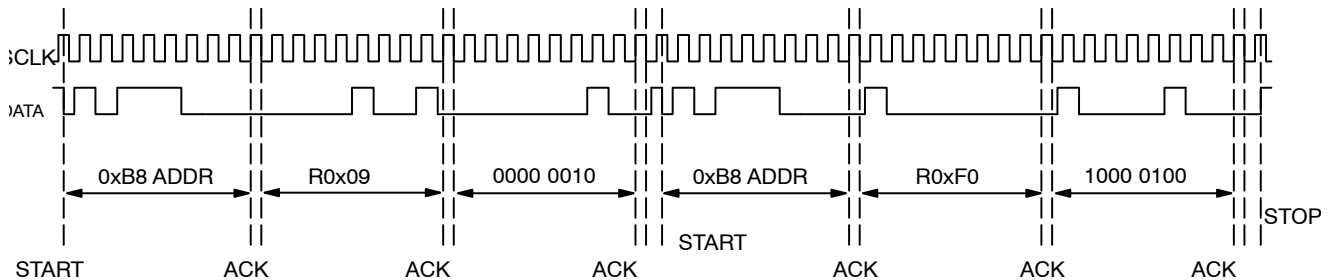 SCLK
DATA
0xB8 ADDR R0x09 0000 0010 0xB8 ADDR R0xF0 1000 0100
STOP
START
START ACK ACK ACK ACK ACK ACK